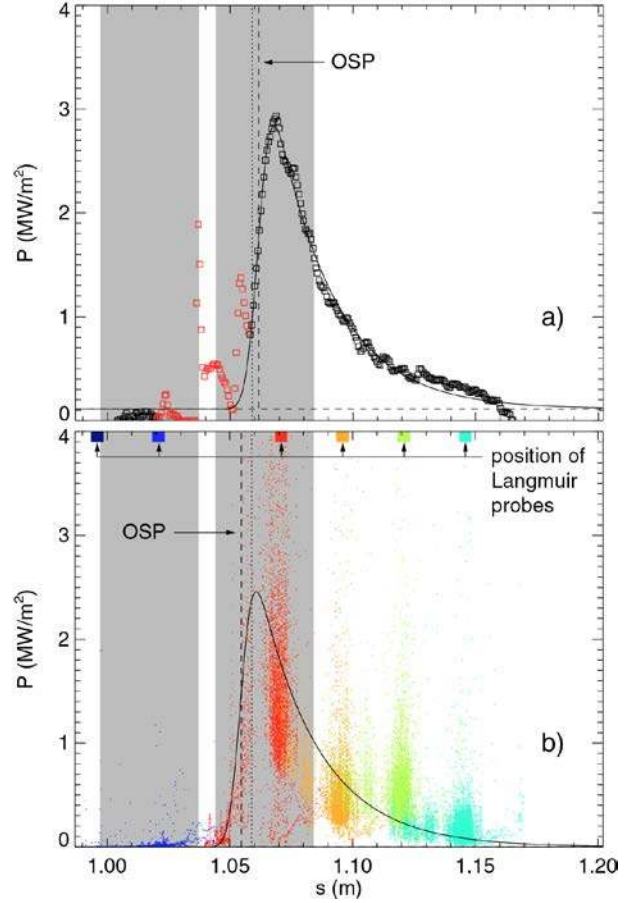 4
3
2
1
0
P (MW/m²)
OSP
a)
4
3
2
1
0
P (MW/m²)
position of
Langmuir
probes
OSP
b)
1.00 1.05 1.10 1.15 1.20
s (m)